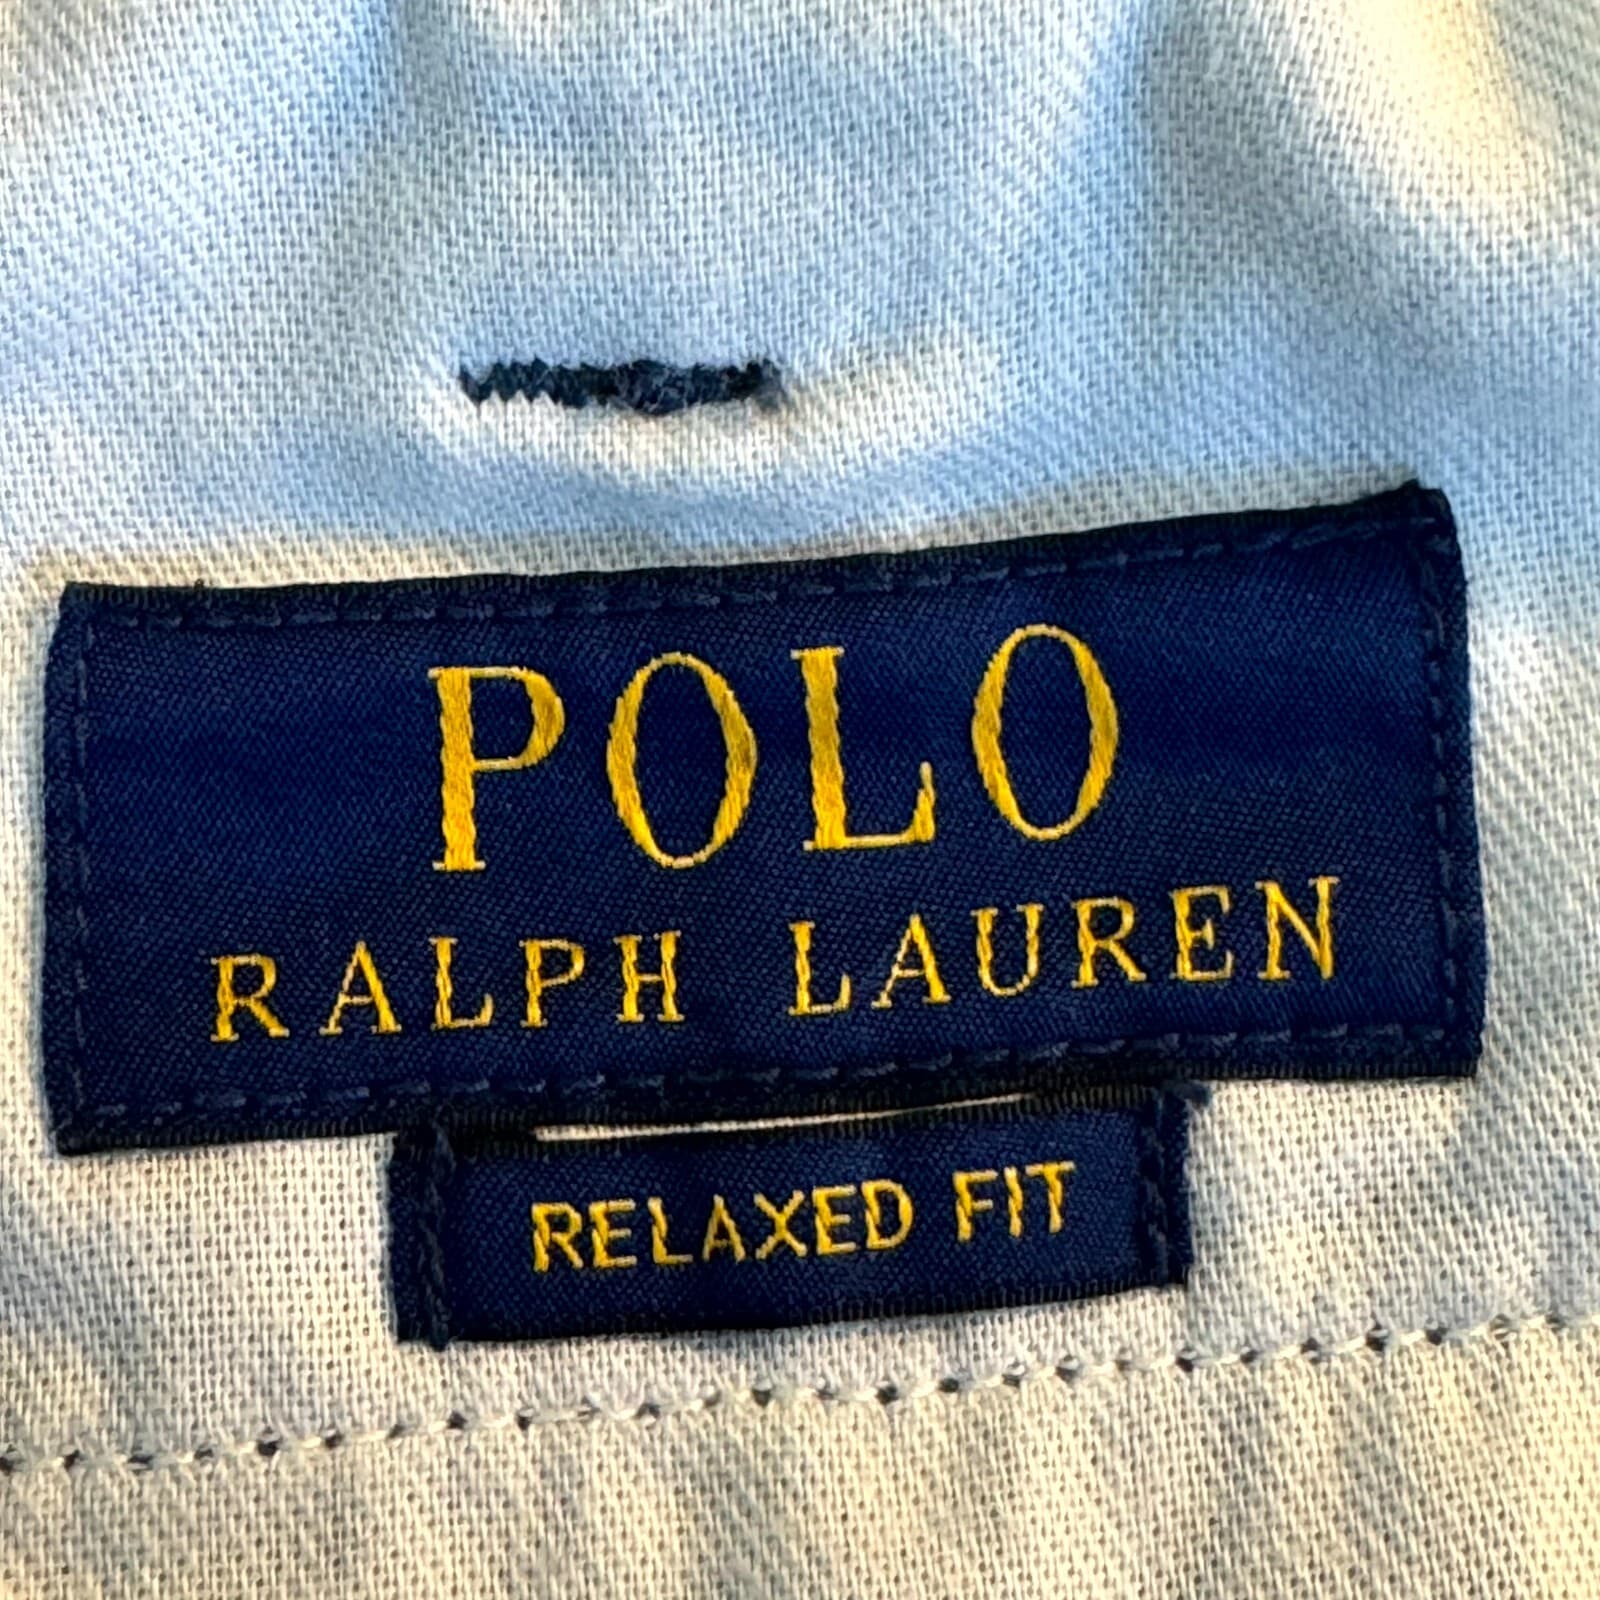 POLO
RALPH LAUREN
RELAXED FIT